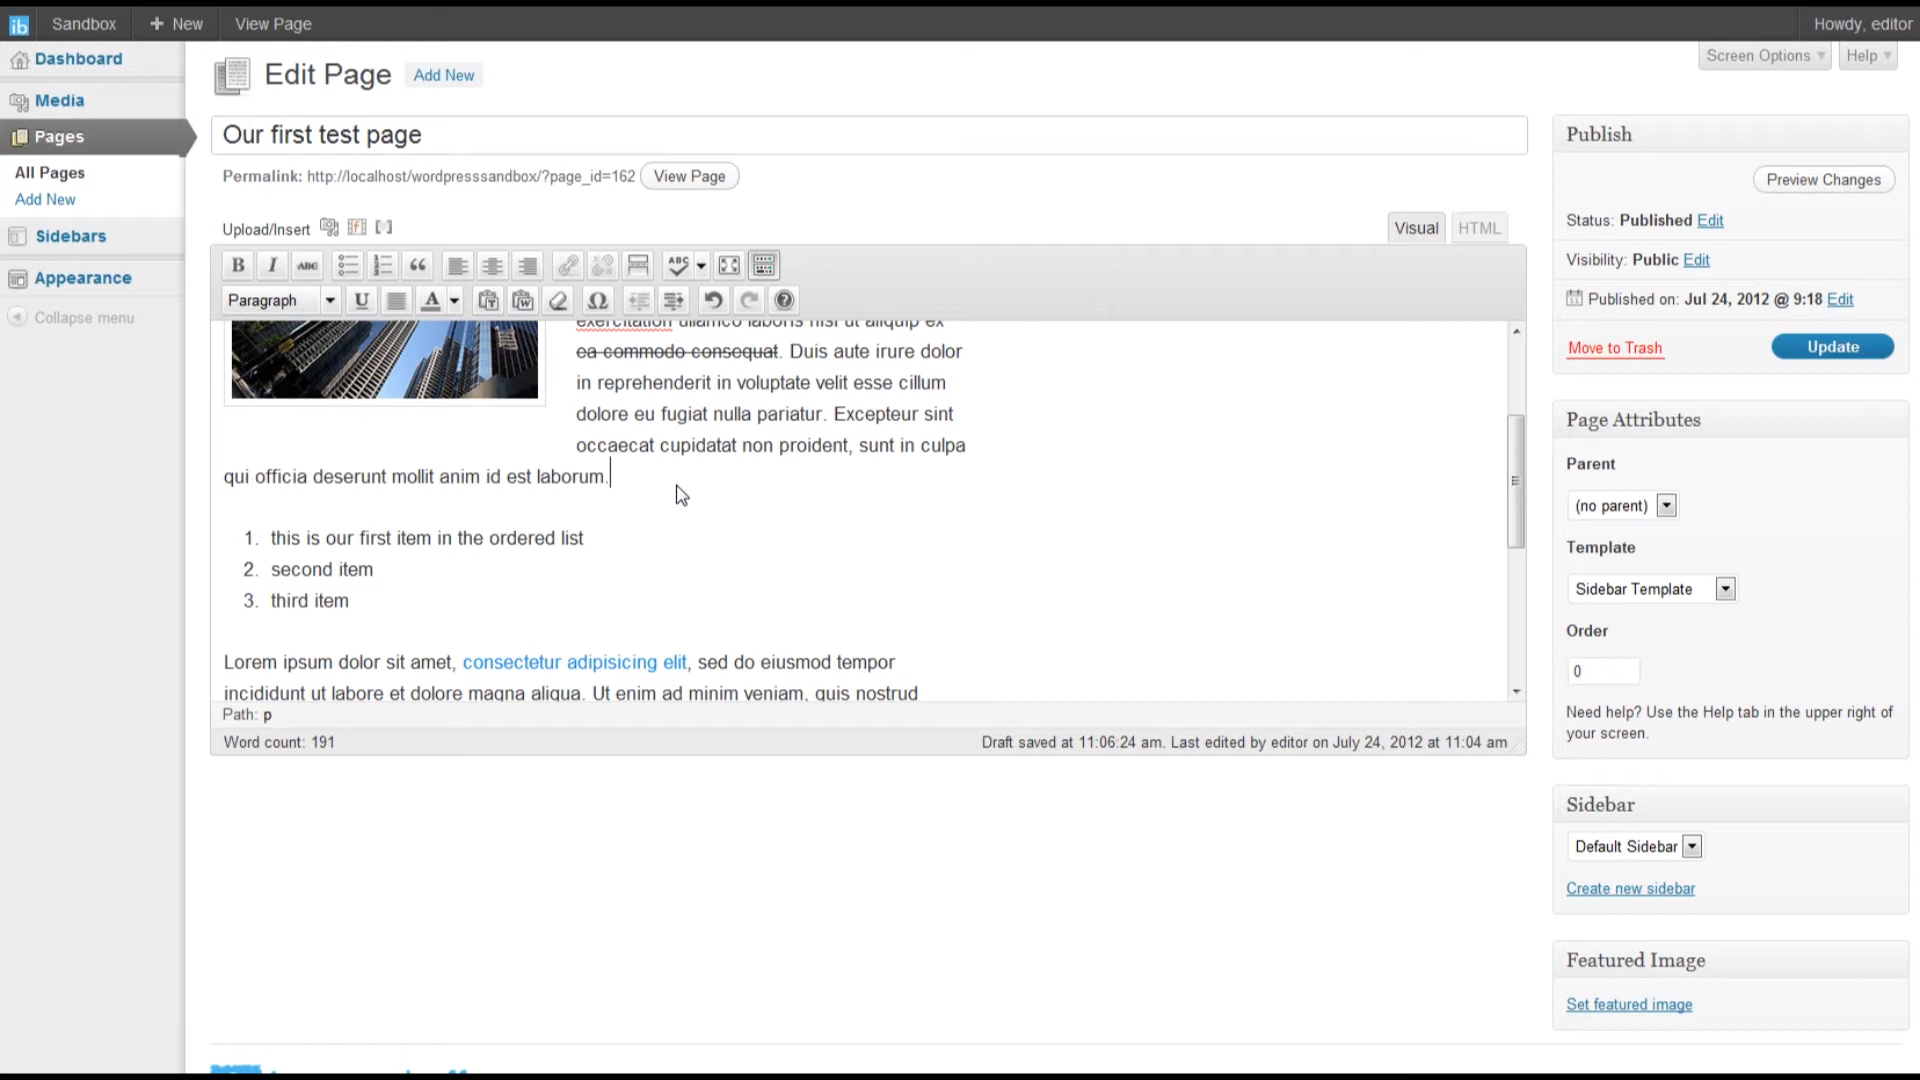 ib Sandbox + New View Page Howdy, editor
Dashboard
Media
Pages
All Pages
Add New
Sidebars
Appearance
Collapse menu
Screen Options Help
Edit Page Add New
Our first test page
Permalink: http://localhost/wordpresssandbox/?page_id=162 View Page
Upload/Insert
Visual HTML
B I ABC “ ABC
Paragraph U A Ω
exercitation ullamco laboris nisi ut aliquip ex
ea commodo consequat. Duis aute irure dolor
in reprehenderit in voluptate velit esse cillum
dolore eu fugiat nulla pariatur. Excepteur sint
occaecat cupidatat non proident, sunt in culpa
qui officia deserunt mollit anim id est laborum.
1. this is our first item in the ordered list
2. second item
3. third item
Lorem ipsum dolor sit amet, consectetur adipisicing elit, sed do eiusmod tempor
incididunt ut labore et dolore magna aliqua. Ut enim ad minim veniam, quis nostrud
Path: p
Word count: 191 Draft saved at 11:06:24 am. Last edited by editor on July 24, 2012 at 11:04 am
Publish
Preview Changes
Status: Published Edit
Visibility: Public Edit
Published on: Jul 24, 2012 @ 9:18 Edit
Move to Trash Update
Page Attributes
Parent
(no parent)
Template
Sidebar Template
Order
0
Need help? Use the Help tab in the upper right of
your screen.
Sidebar
Default Sidebar
Create new sidebar
Featured Image
Set featured image